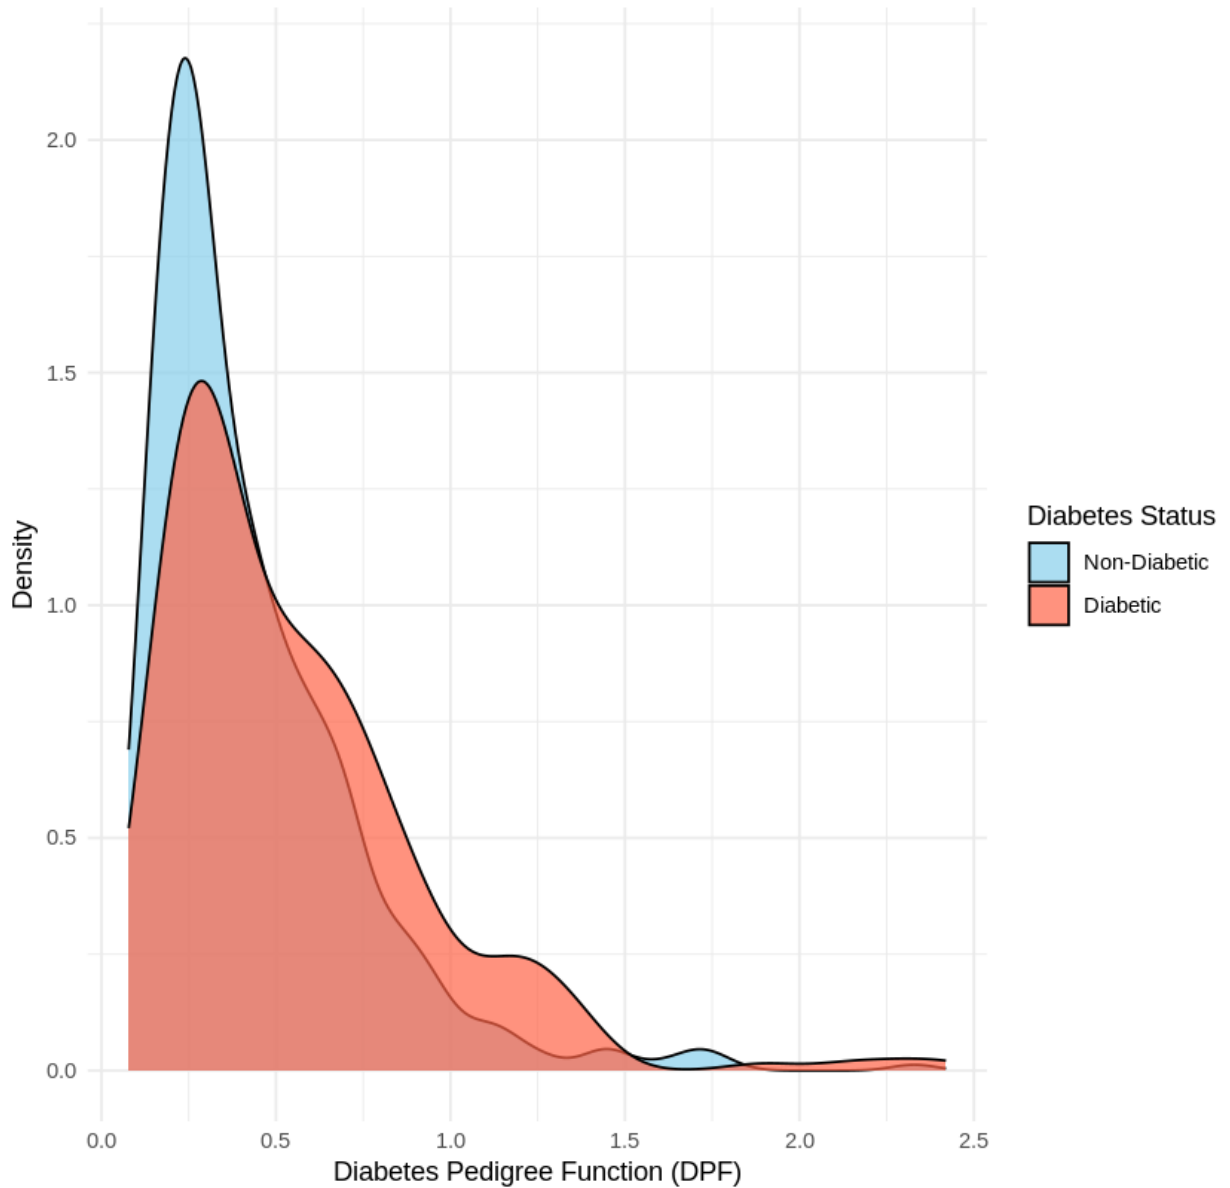 2.0
1.5
1.0
0.5
0.0
Density
0.0 0.5 1.0 1.5 2.0 2.5
Diabetes Pedigree Function (DPF)
Diabetes Status
Non-Diabetic
Diabetic